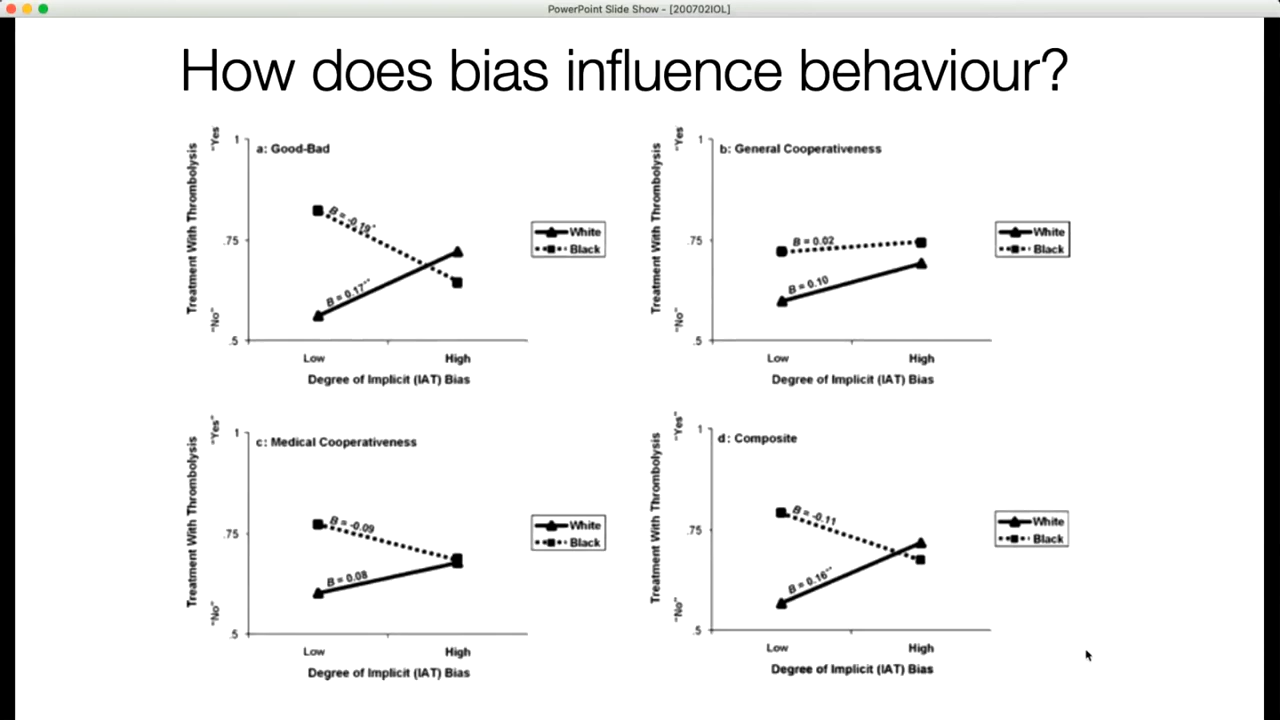 PowerPoint Slide Show - [200702IOL]
How does bias influence behaviour?
a: Good-Bad
Treatment With Thrombolysis
"No"
"Yes
1
.75
.5
B = -0.19*
B = 0.17**
White
Black
Low
High
Degree of Implicit (IAT) Bias
b: General Cooperativeness
Treatment With Thrombolysis
"No"
"Yes
1
.75
.5
B = 0.02
B = 0.10
White
Black
Low
High
Degree of Implicit (IAT) Bias
c: Medical Cooperativeness
Treatment With Thrombolysis
"No"
"Yes"
1
.75
.5
B = -0.09
B = 0.08
White
Black
Low
High
Degree of Implicit (IAT) Bias
d: Composite
Treatment With Thrombolysis
"No"
"Yes"
1
.75
.5
B = -0.11
B = 0.16**
White
Black
Low
High
Degree of Implicit (IAT) Bias